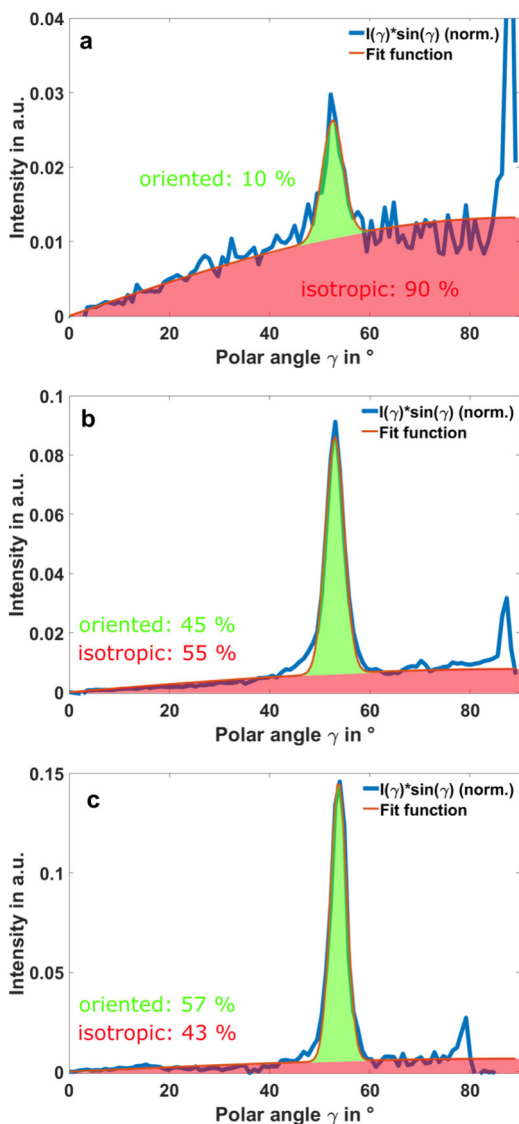 a
0.04
0.03
0.02
0.01
0
Intensity in a.u.
I(γ)*sin(γ) (norm.)
Fit function
oriented: 10 %
isotropic: 90 %
0
20
40
60
80
Polar angle γ in °
b
0.1
0.08
0.06
0.04
0.02
0
Intensity in a.u.
I(γ)*sin(γ) (norm.)
Fit function
oriented: 45 %
isotropic: 55 %
0
20
40
60
80
Polar angle γ in °
c
0.15
0.1
0.05
0
Intensity in a.u.
I(γ)*sin(γ) (norm.)
Fit function
oriented: 57 %
isotropic: 43 %
0
20
40
60
80
Polar angle γ in °